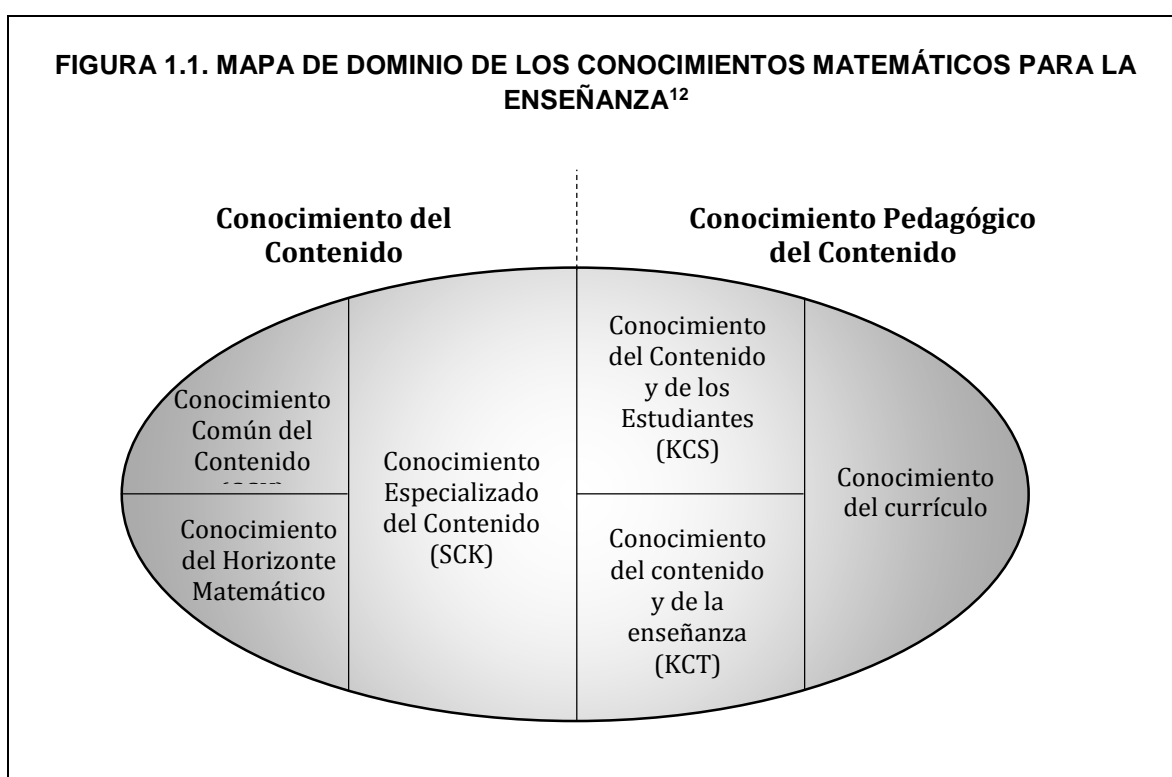 FIGURA 1.1. MAPA DE DOMINIO DE LOS CONOCIMIENTOS MATEMÁTICOS PARA LA
ENSEÑANZA12
Conocimiento del
Contenido
Conocimiento Pedagógico
del Contenido
Conocimiento
Común del
Contenido
Conocimiento
del Horizonte
Matemático
Conocimiento
Especializado
del Contenido
(SCK)
Conocimiento
del Contenido
y de los
Estudiantes
(KCS)
Conocimiento
del contenido
y de la
enseñanza
(KCT)
Conocimiento
del currículo